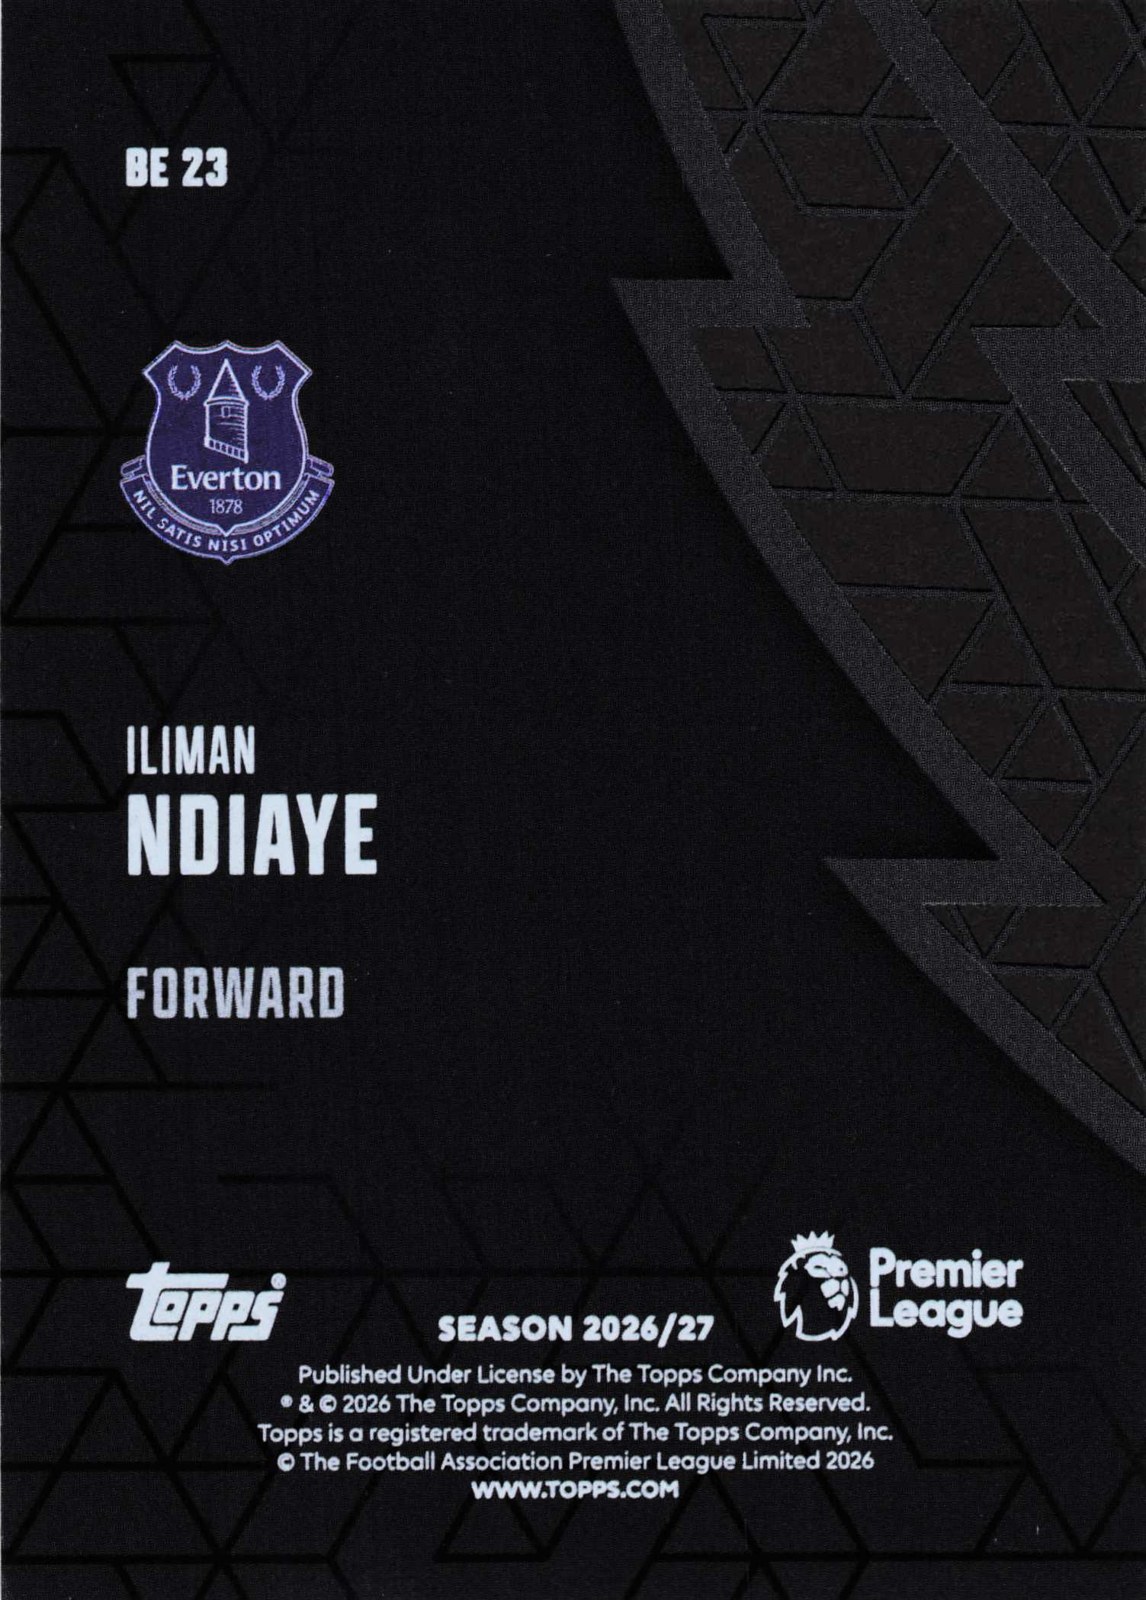 BE 23
Everton
1878
NIL SATIS NISI OPTIMUM
ILIMAN
NDIAYE
FORWARD
Topps®
SEASON 2026/27
Premier
League
Published Under License by The Topps Company Inc.
® & © 2026 The Topps Company, Inc. All Rights Reserved.
Topps is a registered trademark of The Topps Company, Inc.
© The Football Association Premier League Limited 2026
WWW.TOPPS.COM